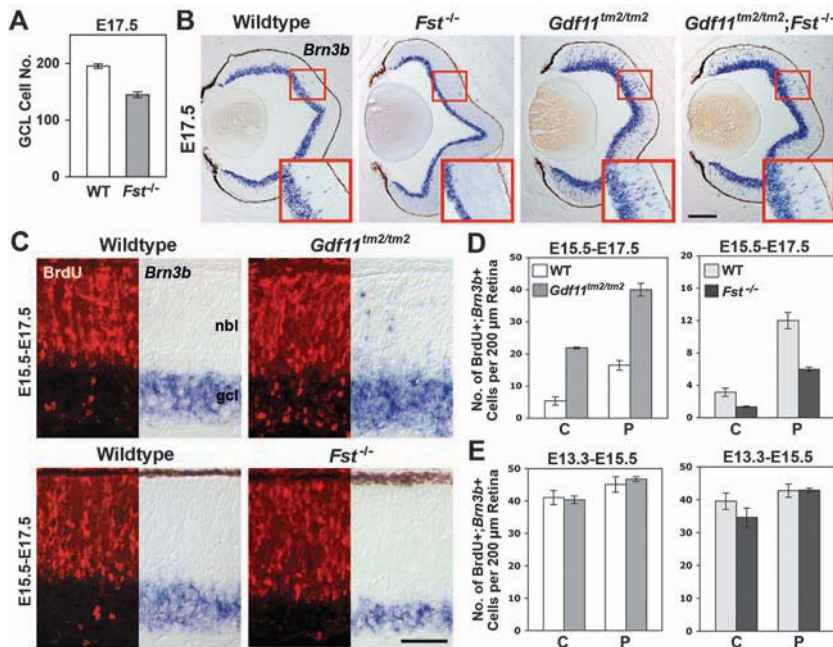 A
E17.5
GCL Cell No.
200
100
0
WT
Fst-/-
B
Wildtype
Fst-/-
Gdf11tm2/tm2
Gdf11tm2/tm2;Fst-/-
Brn3b
E17.5
C
Wildtype
Gdf11tm2/tm2
BrdU
Brn3b
nbl
gcl
E15.5-E17.5
Wildtype
Fst-/-
E15.5-E17.5
D
E15.5-E17.5
No. of BrdU+;Brn3b+
Cells per 200 µm Retina
50
40
30
20
10
0
WT
Gdf11tm2/tm2
C
P
E15.5-E17.5
12
8
4
0
WT
Fst-/-
C
P
E
E13.3-E15.5
No. of BrdU+;Brn3b+
Cells per 200 µm Retina
50
40
30
20
10
0
C
P
E13.3-E15.5
50
40
30
20
10
0
C
P